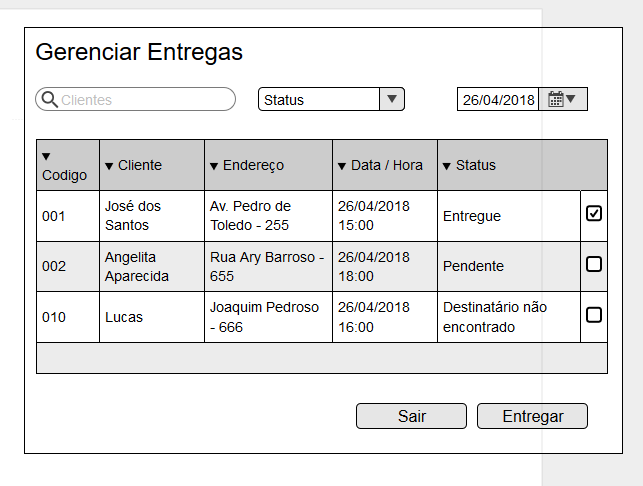 Gerenciar Entregas
Clientes
Status
26/04/2018
Codigo
Cliente
Endereço
Data / Hora
Status
001
José dos
Santos
Av. Pedro de
Toledo - 255
26/04/2018
15:00
Entregue
002
Angelita
Aparecida
Rua Ary Barroso -
655
26/04/2018
18:00
Pendente
010
Lucas
Joaquim Pedroso
- 666
26/04/2018
16:00
Destinatário não
encontrado
Sair
Entregar